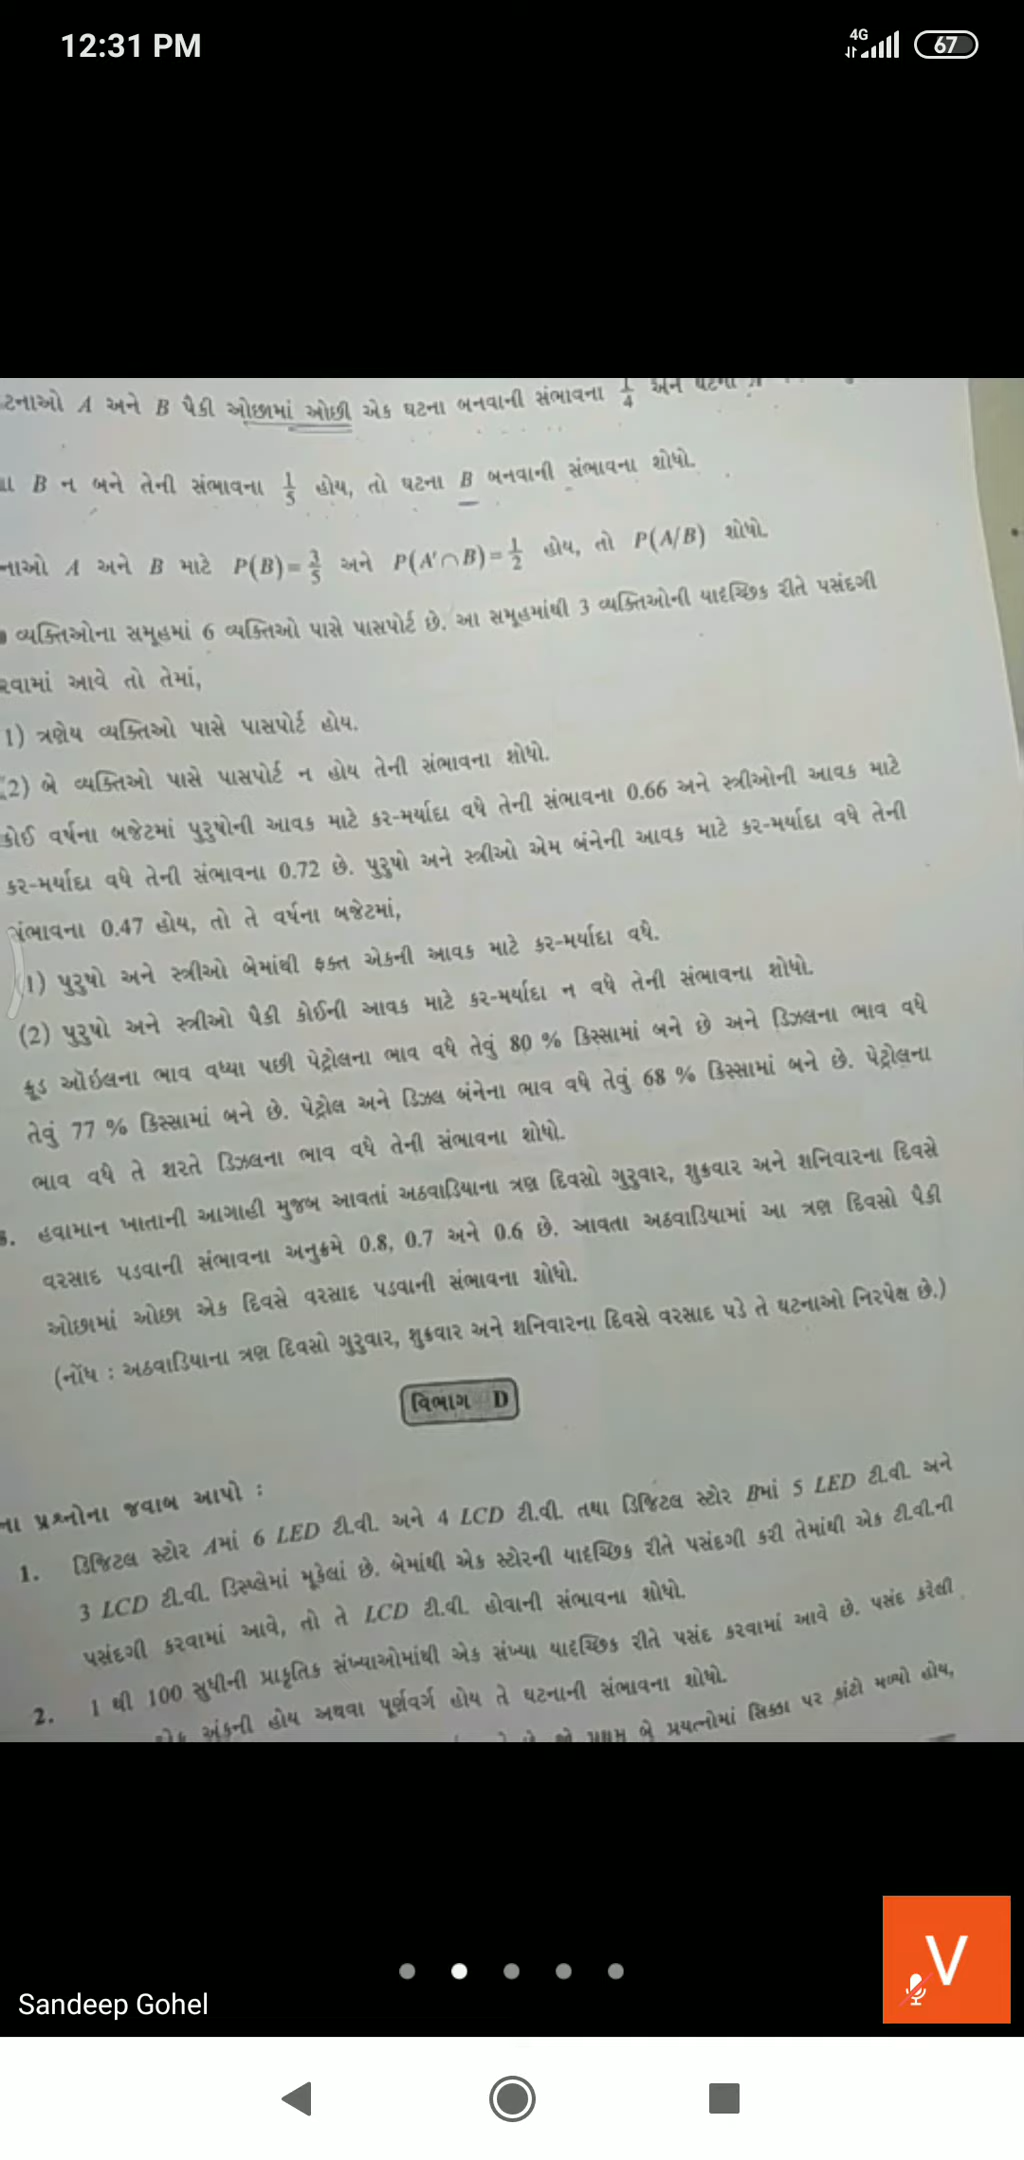 12:31 PM
4G
67
ટનાઓ A અને B પૈકી ઓછામાં ઓછી એક ઘટના બનવાની સંભાવના 1/4 અને ઘટના
B ન બને તેની સંભાવના 1/5 હોય, તો ઘટના B બનવાની સંભાવના શોધો.
નાઓ A અને B માટે P(B)= 3/5 અને P(A'∩B)= 1/2 હોય, તો P(A/B) શોધો.
વ્યક્તિઓના સમૂહમાં 6 વ્યક્તિઓ પાસે પાસપોર્ટ છે. આ સમૂહમાંથી 3 વ્યક્તિઓની યાદચ્છિક રીતે પસંદગી
રવામાં આવે તો તેમાં,
1) ત્રણેય વ્યક્તિઓ પાસે પાસપોર્ટ હોય.
(2) બે વ્યક્તિઓ પાસે પાસપોર્ટ ન હોય તેની સંભાવના શોધો.
કોઈ વર્ષના બજેટમાં પુરુષોની આવક માટે કર-મર્યાદા વધે તેની સંભાવના 0.66 અને સ્ત્રીઓની આવક માટે
કર-મર્યાદા વધે તેની સંભાવના 0.72 છે. પુરુષો અને સ્ત્રીઓ એમ બંનેની આવક માટે કર-મર્યાદા વધે તેની
સંભાવના 0.47 હોય, તો તે વર્ષના બજેટમાં,
(1) પુરુષો અને સ્ત્રીઓ બેમાંથી ફક્ત એકની આવક માટે કર-મર્યાદા વધે.
(2) પુરુષો અને સ્ત્રીઓ પૈકી કોઈની આવક માટે કર-મર્યાદા ન વધે તેની સંભાવના શોધો.
ક્રૂડ ઑઇલના ભાવ વધ્યા પછી પેટ્રોલના ભાવ વધે તેવું 80 % કિસ્સામાં બને છે અને ડિઝલના ભાવ વધે
તેવું 77 % કિસ્સામાં બને છે. પેટ્રોલ અને ડિઝલ બંનેના ભાવ વધે તેવું 68 % કિસ્સામાં બને છે. પેટ્રોલના
ભાવ વધે તે શરતે ડિઝલના ભાવ વધે તેની સંભાવના શોધો.
હવામાન ખાતાની આગાહી મુજબ આવતાં અઠવાડિયાના ત્રણ દિવસો ગુરુવાર, શુક્રવાર અને શનિવારના દિવસે
વરસાદ પડવાની સંભાવના અનુક્રમે 0.8, 0.7 અને 0.6 છે. આવતા અઠવાડિયામાં આ ત્રણ દિવસો પૈકી
ઓછામાં ઓછા એક દિવસે વરસાદ પડવાની સંભાવના શોધો.
(નોંધ : અઠવાડિયાના ત્રણ દિવસો ગુરુવાર, શુક્રવાર અને શનિવારના દિવસે વરસાદ પડે તે ઘટનાઓ નિરપેક્ષ છે.)
વિભાગ D
ના પ્રશ્નોના જવાબ આપો :
1. ડિજિટલ સ્ટોર Aમાં 6 LED ટી.વી. અને 4 LCD ટી.વી. તથા ડિજિટલ સ્ટોર Bમાં 5 LED ટી.વી. અને
3 LCD ટી.વી. ડિસ્પ્લેમાં મૂકેલાં છે. બેમાંથી એક સ્ટોરની યાદચ્છિક રીતે પસંદગી કરી તેમાંથી એક ટી.વી.ની
પસંદગી કરવામાં આવે, તો તે LCD ટી.વી. હોવાની સંભાવના શોધો.
2. 1 થી 100 સુધીની પ્રાકૃતિક સંખ્યાઓમાંથી એક સંખ્યા યાદચ્છિક રીતે પસંદ કરવામાં આવે છે. પસંદ કરેલી
અંકની હોય અથવા પૂર્ણવર્ગ હોય તે ઘટનાની સંભાવના શોધો.
જો પ્રથમ બે પ્રયત્નોમાં સિક્કા પર કાંટો મળ્યો હોય,
V
Sandeep Gohel